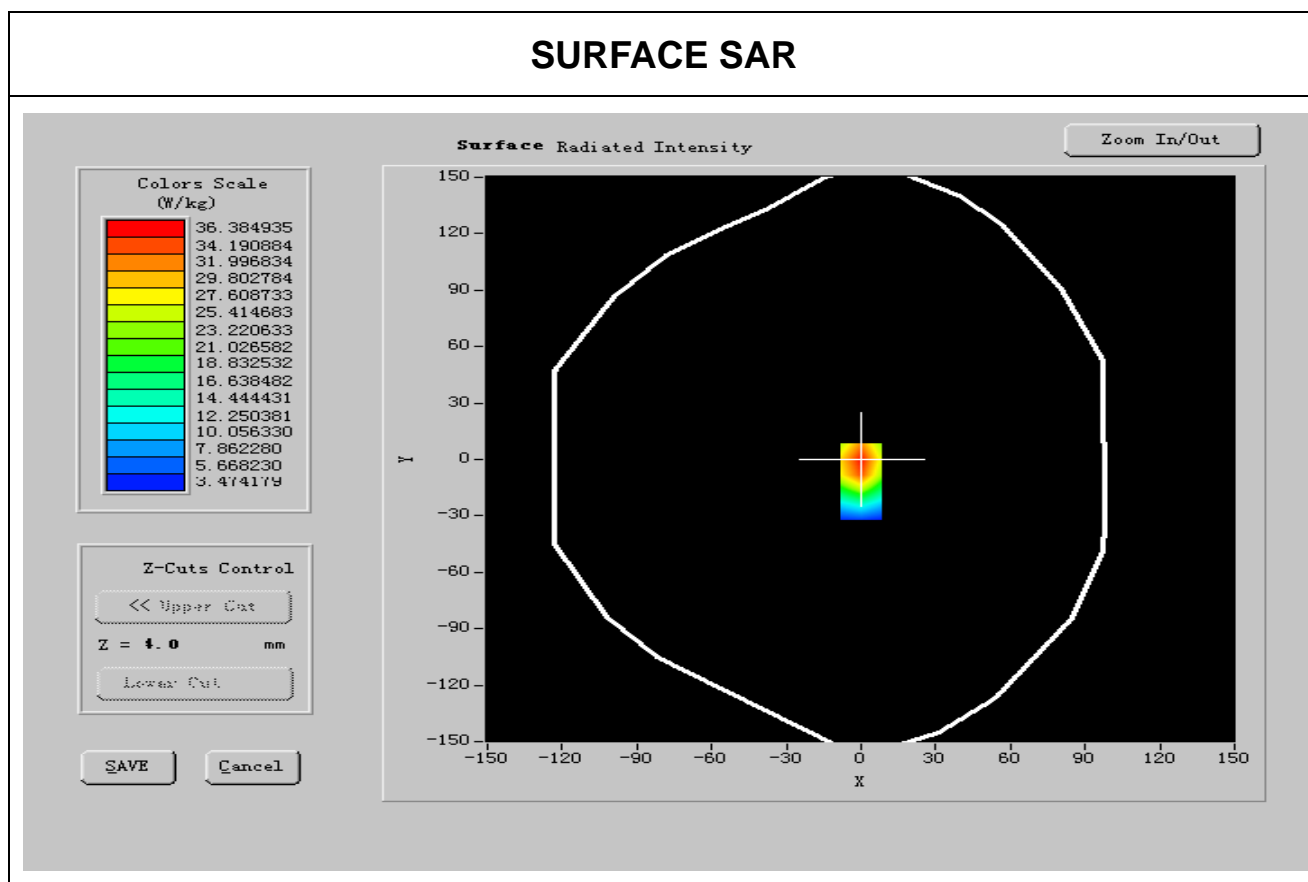 SURFACE SAR
Surface Radiated Intensity
Zoom In/Out
Colors Scale
(W/kg)
36.384935
34.190884
31.996834
29.802784
27.608733
25.414683
23.220633
21.026582
18.832532
16.638482
14.444431
12.250381
10.056330
7.862280
5.668230
3.474179
Z-Cuts Control
<< Upper Cut
Z = 4.0 mm
Lower Cut
SAVE
Cancel
150
120
90
60
30
0
-30
-60
-90
-120
-150
Y
-150 -120 -90 -60 -30 0 30 60 90 120 150
X